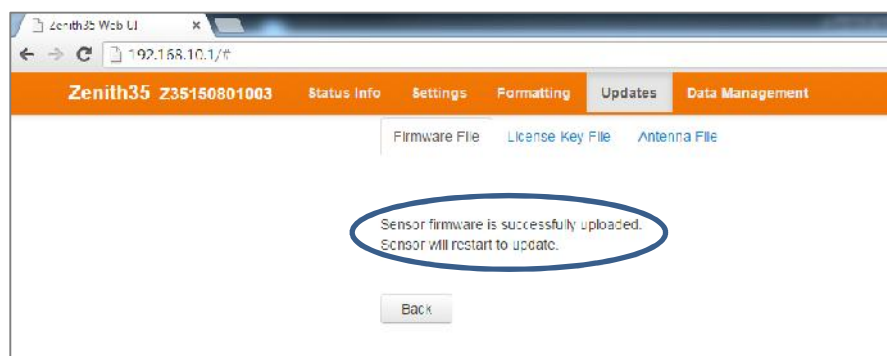 Zenith35 Web UI
192.168.10.1/#
Zenith35 Z35150801003 Status Info Settings Formatting Updates Data Management
Firmware File License Key File Antenna File
Sensor firmware is successfully uploaded.
Sensor will restart to update.
Back